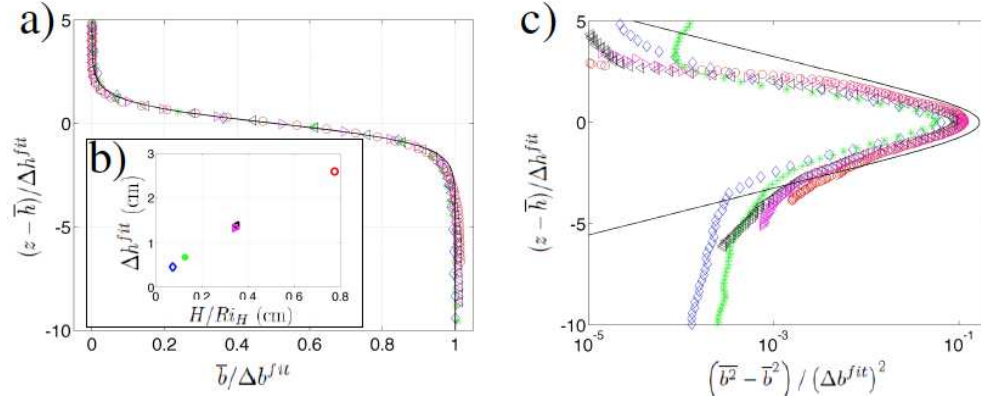 a)
5
0
-5
-10
(z − h̅)/Δh^{fit}
0 0.2 0.4 0.6 0.8 1
b̅/Δb^{fit}
b)
3
2
1
0
Δh^{fit} (cm)
0 0.2 0.4 0.6 0.8
H/Ri_H (cm)
c)
5
0
-5
-10
(z − h̅)/Δh^{fit}
10^{-5} 10^{-3} 10^{-1}
(\overline{b^2} − \overline{b}^2) / (Δb^{fit})^2